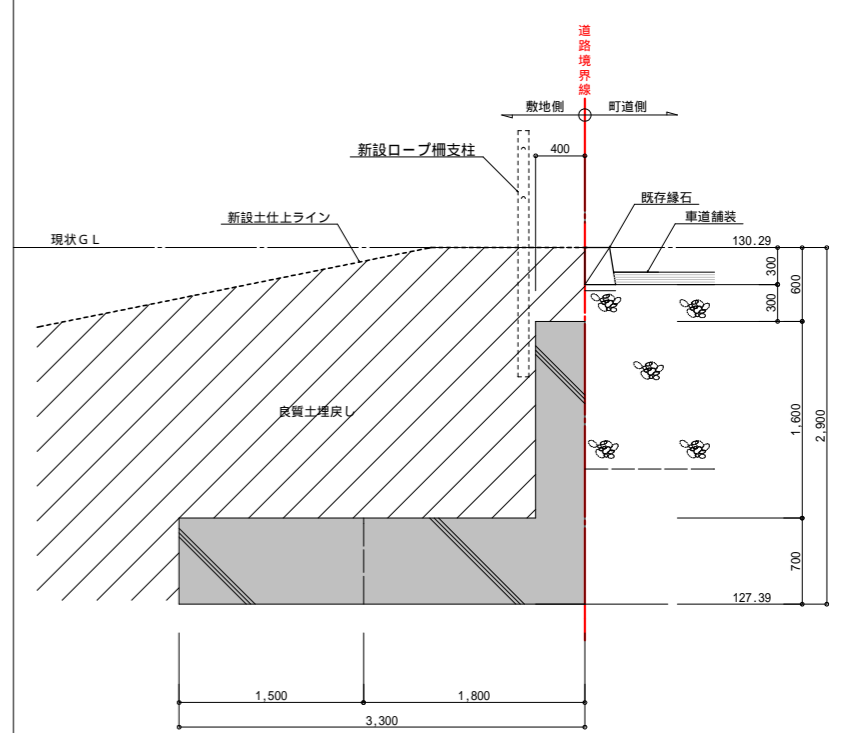 道路境界線
敷地側
町道側
新設ロープ柵支柱
400
既存縁石
新設土仕上ライン
車道舗装
現状GL
130.29
300
600
300
良質土埋戻し
1,600
2,900
700
127.39
1,500
1,800
3,300